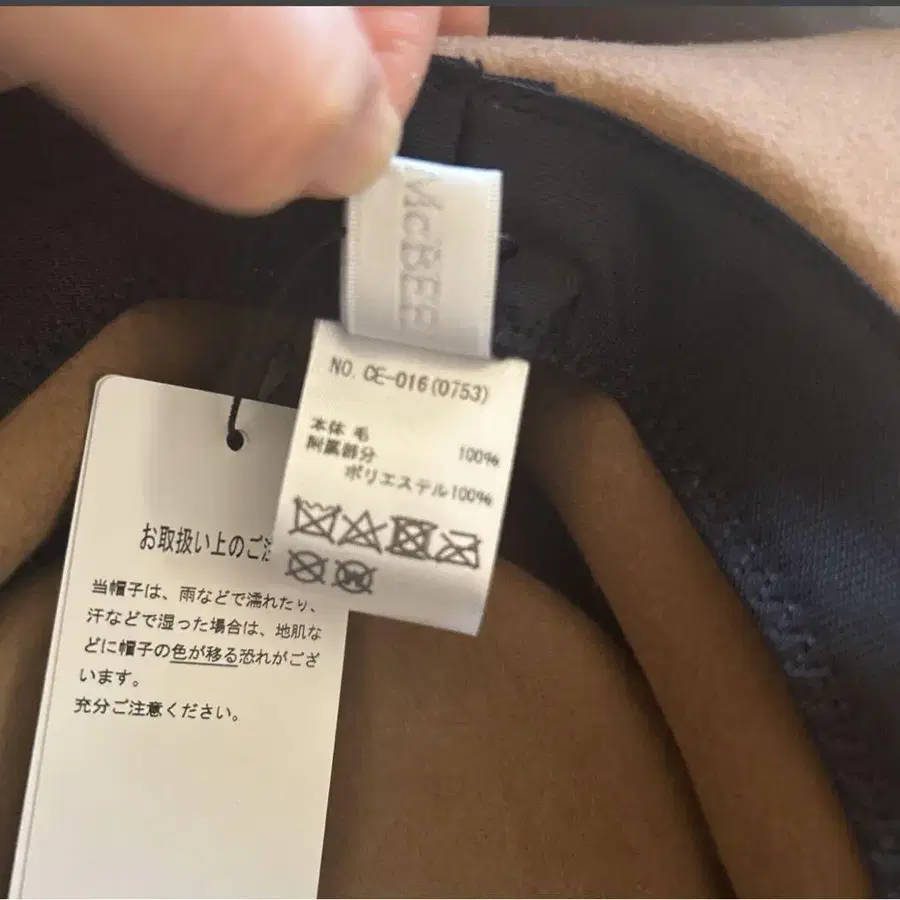 McBEE
NO. CE-016(0753)
本体 毛 100%
附属部分
ポリエステル100%
お取扱い上のご注
当帽子は、雨などで濡れたり、
汗などで湿った場合は、地肌な
どに帽子の色が移る恐れがござ
います。
充分ご注意ください。